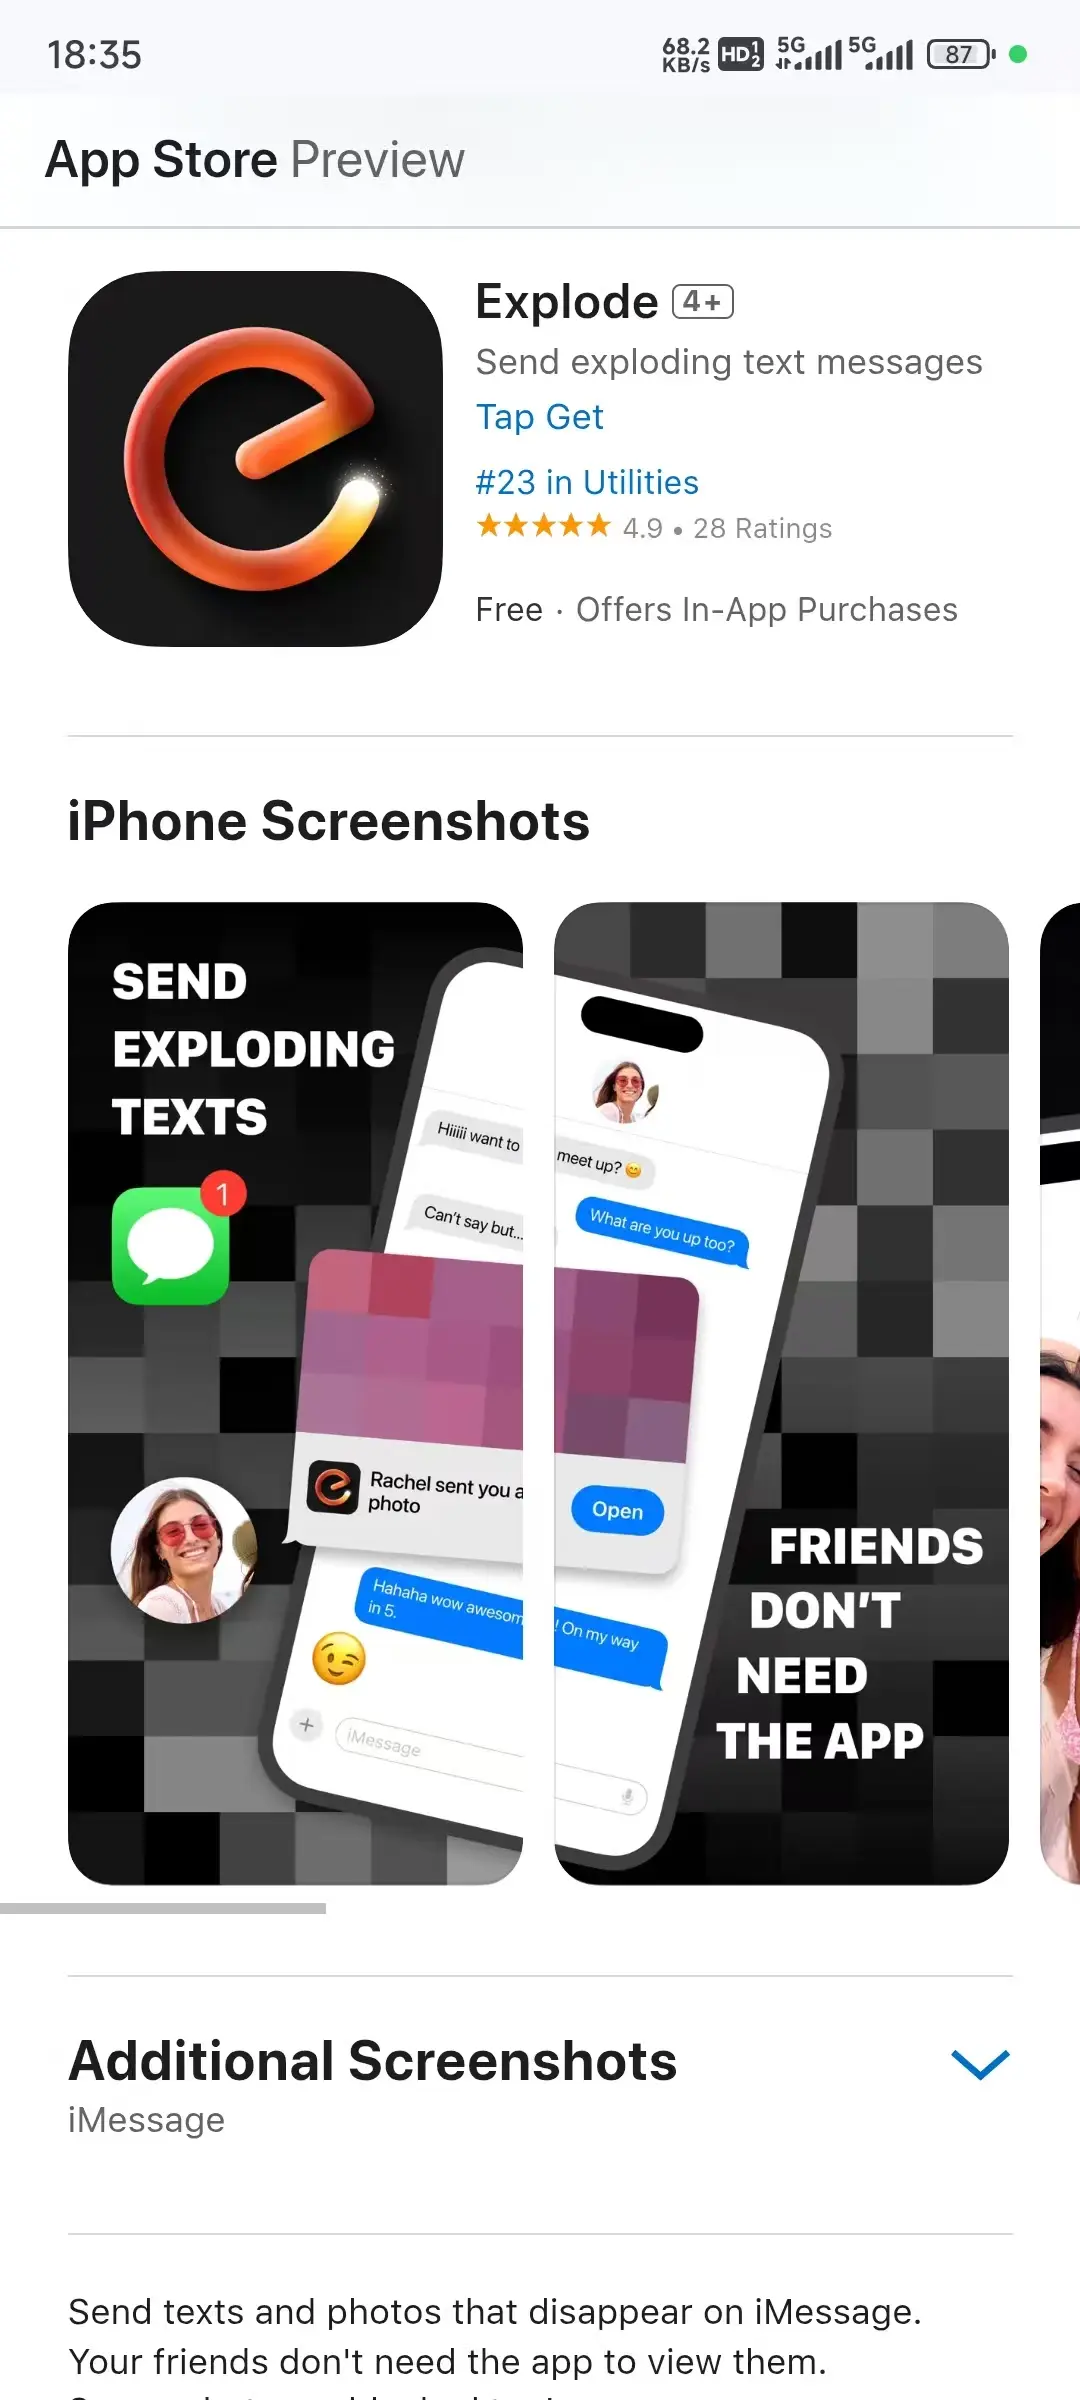 18:35
68.2 KB/s HD 1 2 5G 5G 87
App Store Preview
Explode 4+
Send exploding text messages
Tap Get
#23 in Utilities
★★★★★ 4.9 • 28 Ratings
Free · Offers In-App Purchases
iPhone Screenshots
SEND
EXPLODING
TEXTS
1
Hiiiii want to meet up? 😊
What are you up too?
Can't say but...
Rachel sent you a
photo
Open
Hahaha wow awesom ! On my way
in 5.
iMessage
FRIENDS
DON'T
NEED
THE APP
Additional Screenshots
iMessage
Send texts and photos that disappear on iMessage.
Your friends don't need the app to view them.